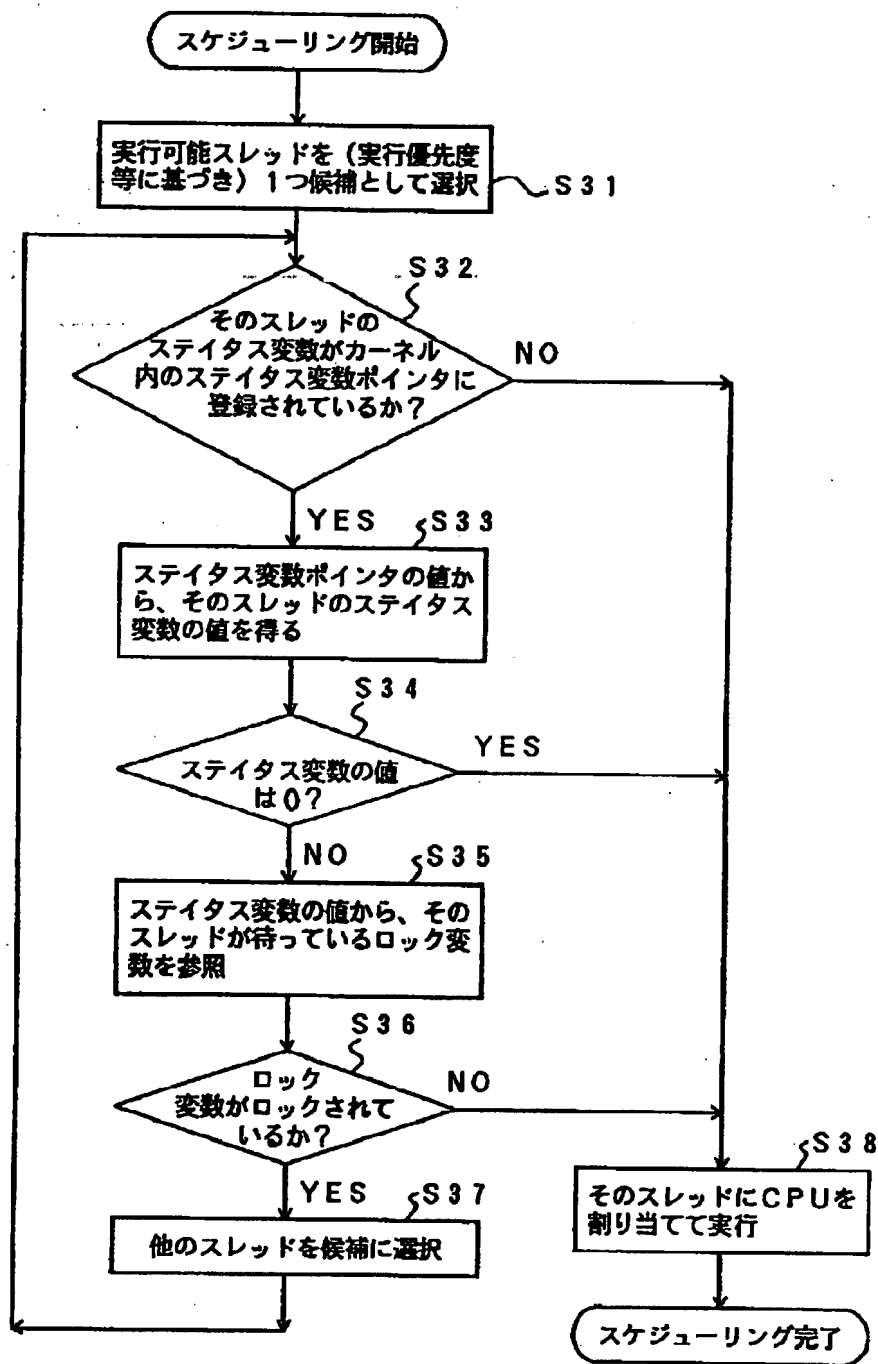 スケジューリング開始
実行可能スレッドを(実行優先度
等に基づき)1つ候補として選択
S31
S32
そのスレッドの
ステイタス変数がカーネル
内のステイタス変数ポインタに
登録されているか?
NO
YES
S33
ステイタス変数ポインタの値か
ら、そのスレッドのステイタス
変数の値を得る
S34
ステイタス変数の値
は0?
YES
NO
S35
ステイタス変数の値から、その
スレッドが待っているロック変
数を参照
S36
ロック
変数がロックされて
いるか?
NO
YES
S37
他のスレッドを候補に選択
S38
そのスレッドにCPUを
割り当てて実行
スケジューリング完了